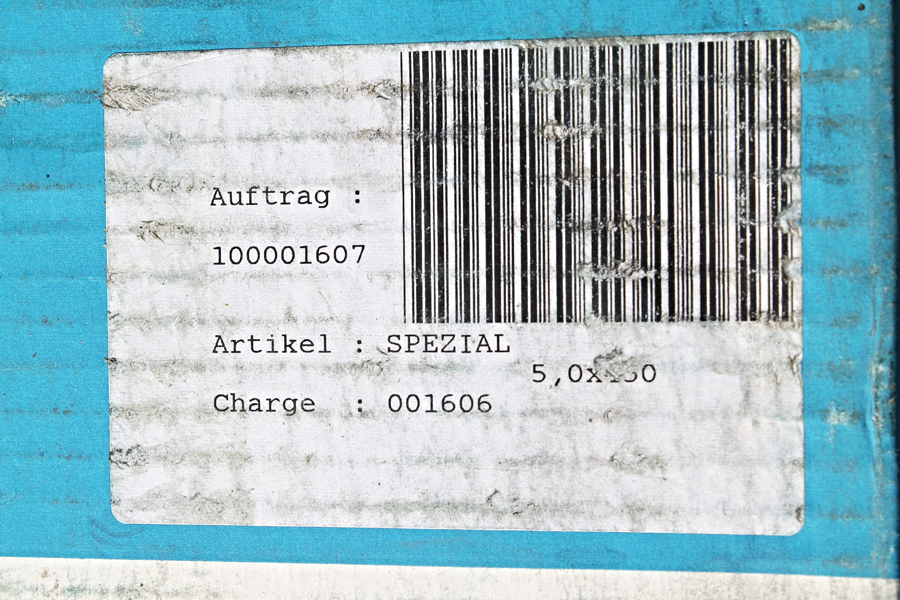 Auftrag :
100001607
Artikel : SPEZIAL
Charge : 001606